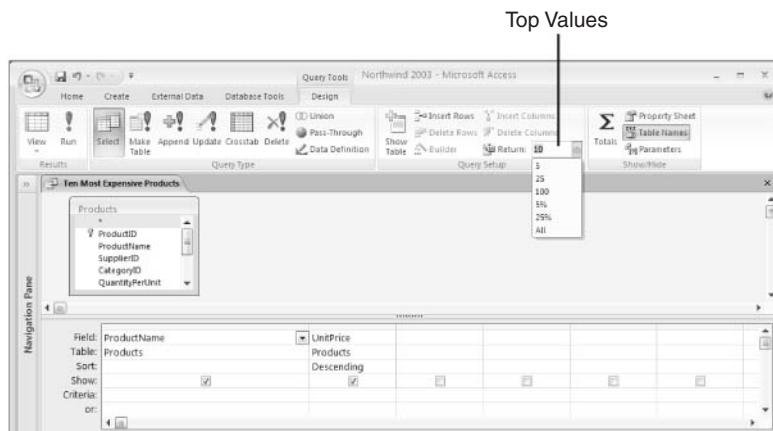 Top Values
Query Tools
Northwind 2003 - Microsoft Access
Home
Create
External Data
Database Tools
Design
View
Run
Select
Make Table
Append
Update
Crosstab
Delete
Union
Pass-Through
Data Definition
Show Table
Insert Rows
Delete Rows
Builder
Insert Columns
Delete Columns
Return: 10
5
25
100
5%
25%
All
Totals
Property Sheet
Table Names
Parameters
Results
Query Type
Query Setup
Show/Hide
Ten Most Expensive Products
Products
*
ProductID
ProductName
SupplierID
CategoryID
QuantityPerUnit
Navigation Pane
Field: ProductName UnitPrice
Table: Products Products
Sort: Descending
Show:
Criteria:
or: